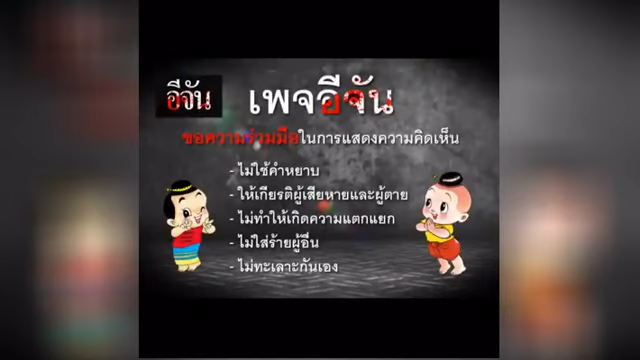 อีจัน
เพจอีจัน
ขอความร่วมมือในการแสดงความคิดเห็น
- ไม่ใช้คำหยาบ
- ให้เกียรติผู้เสียหายและผู้ตาย
- ไม่ทำให้เกิดความแตกแยก
- ไม่ใส่ร้ายผู้อื่น
- ไม่ทะเลาะกันเอง